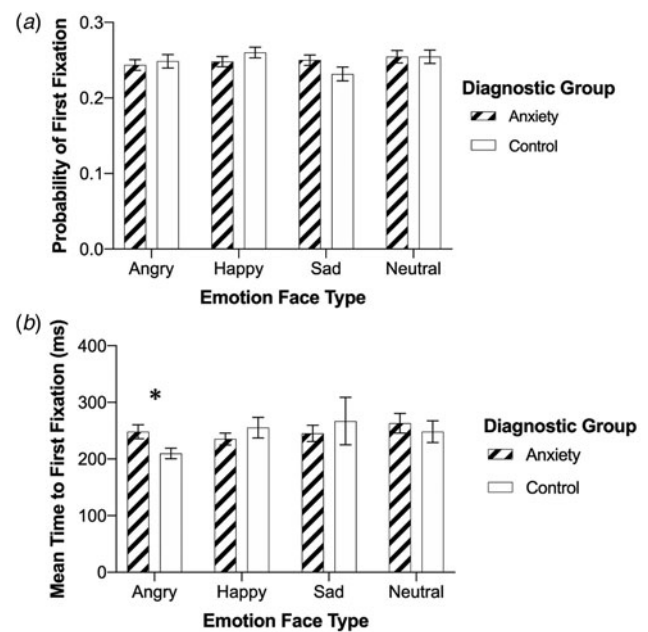 (a)
Probability of First Fixation
0.3
0.2
0.1
0.0
Angry Happy Sad Neutral
Emotion Face Type
Diagnostic Group
Anxiety
Control
(b)
Mean Time to First Fixation (ms)
400
300
200
100
0
*
Angry Happy Sad Neutral
Emotion Face Type
Diagnostic Group
Anxiety
Control